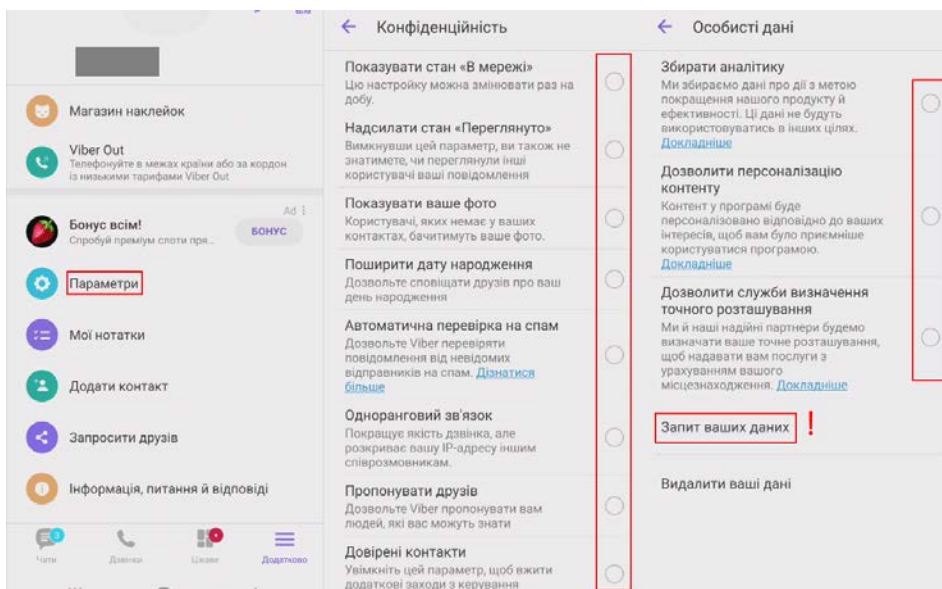 Магазин наклейок
Viber Out
Телефонуйте в межах країни або за кордон
із низькими тарифами Viber Out
Ad
Бонус всім!
Спробуй преміум слоти пря...
БОНУС
Параметри
Мої нотатки
Додати контакт
Запросити друзів
Інформація, питання й відповіді
3
Чати
Дзвінки
Цікаве
Додатково
Конфіденційність
Показувати стан «В мережі»
Цю настройку можна змінювати раз на
добу.
Надсилати стан «Переглянуто»
Вимкнувши цей параметр, ви також не
знатимете, чи переглянули інші
користувачі ваші повідомлення
Показувати ваше фото
Користувачі, яких немає у ваших
контактах, бачитимуть ваше фото.
Поширити дату народження
Дозвольте сповіщати друзів про ваш
день народження
Автоматична перевірка на спам
Дозвольте Viber перевіряти
повідомлення від невідомих
відправників на спам. Дізнатися
більше
Одноранговий зв'язок
Покращує якість дзвінка, але
розкриває вашу IP-адресу іншим
співрозмовникам.
Пропонувати друзів
Дозвольте Viber пропонувати вам
людей, які вас можуть знати
Довірені контакти
Увімкніть цей параметр, щоб вжити
додаткові заходи з керування
Особисті дані
Збирати аналітику
Ми збираємо дані про дії з метою
покращення нашого продукту й
ефективності. Ці дані не будуть
використовуватись в інших цілях.
Докладніше
Дозволити персоналізацію
контенту
Контент у програмі буде
персоналізовано відповідно до ваших
інтересів, щоб вам було приємніше
користуватися програмою.
Докладніше
Дозволити служби визначення
точного розташування
Ми й наші надійні партнери будемо
визначати ваше точне розташування,
щоб надавати вам послуги з
урахуванням вашого
місцезнаходження. Докладніше
Запит ваших даних !
Видалити ваші дані